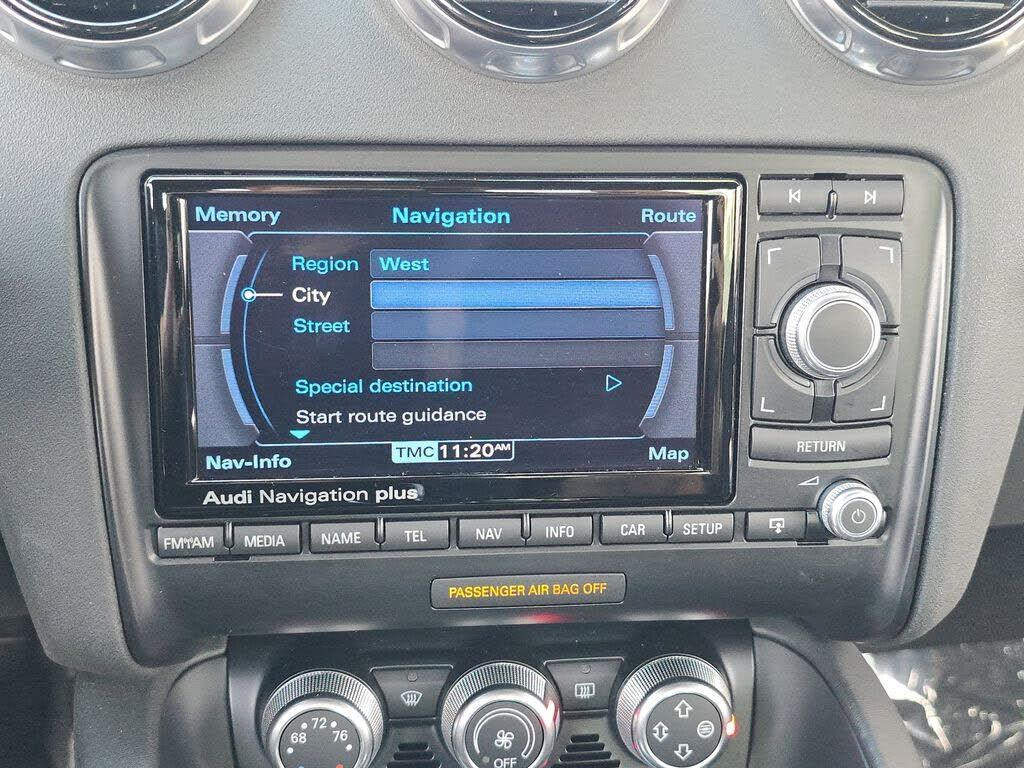 Memory Navigation Route
Region West
City
Street
Special destination
Start route guidance
Nav-Info TMC 11:20AM Map
Audi Navigation plus
RETURN
FM AM MEDIA NAME TEL NAV INFO CAR SETUP
PASSENGER AIR BAG OFF
68 72 76
OFF